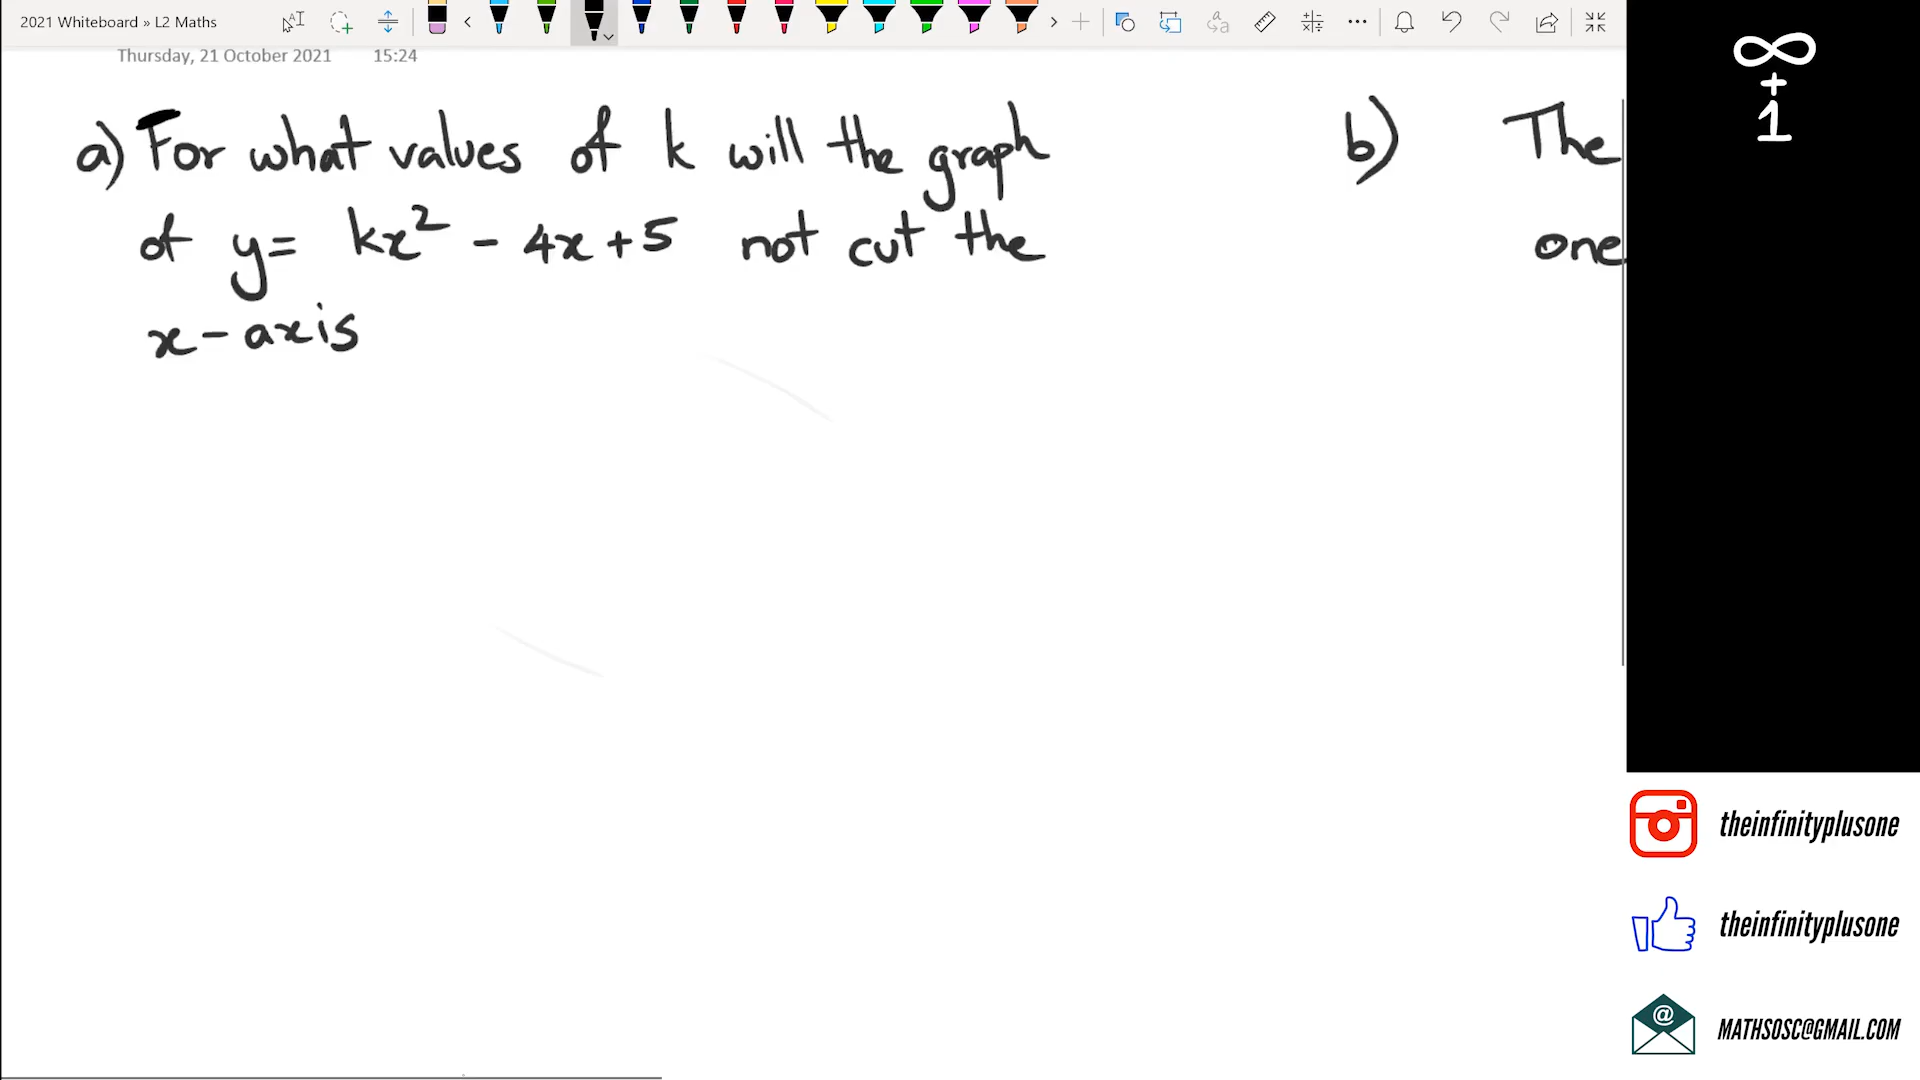 2021 Whiteboard » L2 Maths
Thursday, 21 October 2021 15:24
a) For what values of k will the graph
of y = kx² - 4x + 5 not cut the
x - axis
b) The
one
∞
+
1
theinfinityplusone
theinfinityplusone
MATHSOSC@GMAIL.COM